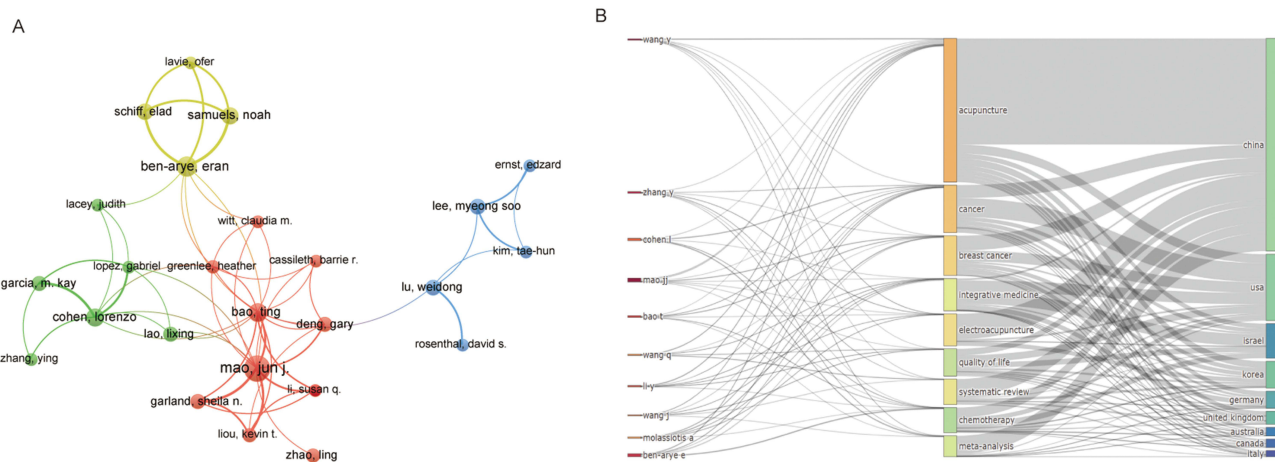 A
lavie, ofer
schiff, elad
samuels, noah
ben-arye, eran
ernst, edzard
lee, myeong soo
lacey, judith
witt, claudia m.
kim, tae-hun
cassileth, barrie r.
lopez, gabriel
greenlee, heather
garcia, m. kay
lu, weidong
bao, ting
cohen, lorenzo
deng, gary
lao, lixing
rosenthal, david s.
zhang, ying
mao, jun j.
li, susan q.
garland, sheila n.
liou, kevin t.
zhao, ling
B
wang.y
zhang.y
cohen l
mao.jj
bao t
wang q
li y
wang j
molassiotis a
ben-arye e
acupuncture
cancer
breast cancer
integrative medicine
electroacupuncture
quality of life
systematic review
chemotherapy
meta-analysis
china
usa
israel
korea
germany
united kingdom
australia
canada
italy